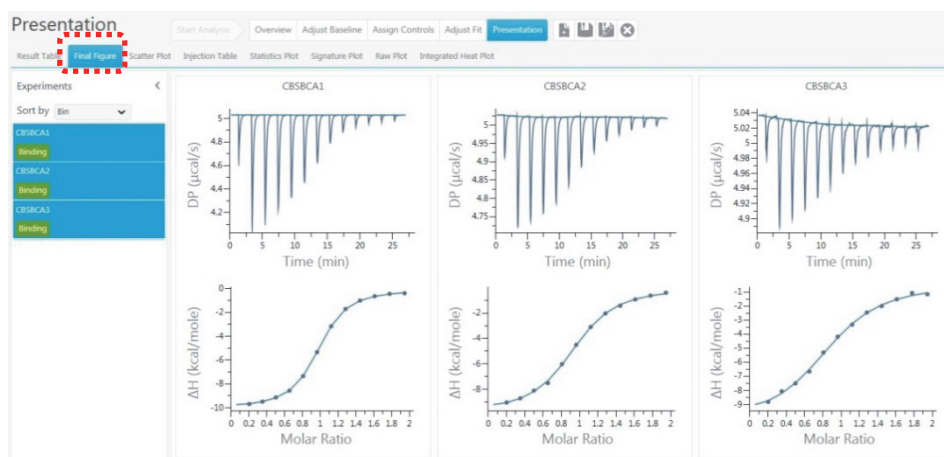 Presentation
Start Analysis Overview Adjust Baseline Assign Controls Adjust Fit Presentation
Result Table Final Figure Scatter Plot Injection Table Statistics Plot Signature Plot Raw Plot Integrated Heat Plot
Experiments <
Sort by Bin
CBSBCA1
Binding
CBSBCA2
Binding
CBSBCA3
Binding
CBSBCA1
DP (μcal/s)
5
4.8
4.6
4.4
4.2
0 5 10 15 20 25
Time (min)
ΔH (kcal/mole)
0
-2
-4
-6
-8
-10
0 0.2 0.4 0.6 0.8 1 1.2 1.4 1.6 1.8 2
Molar Ratio
CBSBCA2
DP (μcal/s)
5
4.95
4.9
4.85
4.8
4.75
0 5 10 15 20 25
Time (min)
ΔH (kcal/mole)
-2
-4
-6
-8
0 0.2 0.4 0.6 0.8 1 1.2 1.4 1.6 1.8 2
Molar Ratio
CBSBCA3
DP (μcal/s)
5.04
5.02
5
4.98
4.96
4.94
4.92
4.9
0 5 10 15 20 25
Time (min)
ΔH (kcal/mole)
-1
-2
-3
-4
-5
-6
-7
-8
-9
0 0.2 0.4 0.6 0.8 1 1.2 1.4 1.6 1.8 2
Molar Ratio